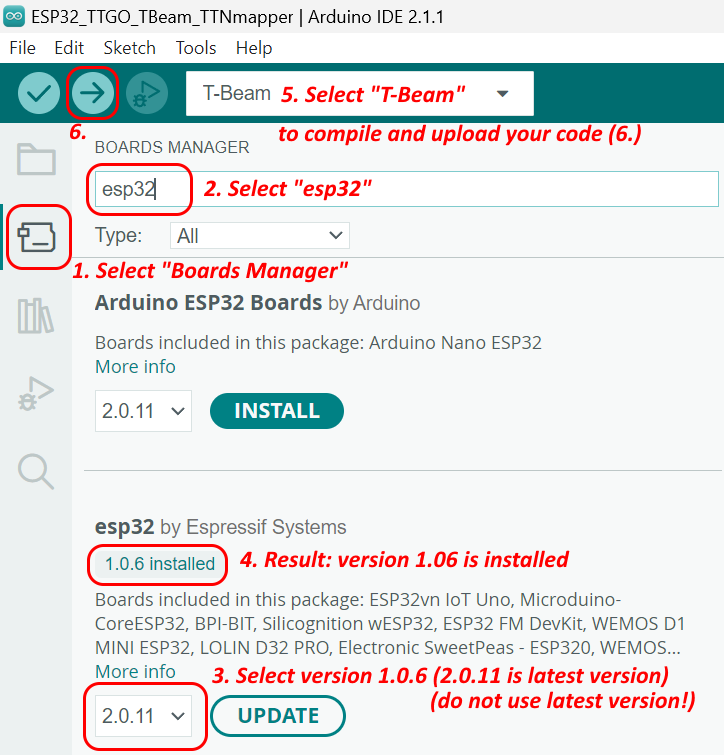 ESP32_TTGO_TBeam_TTNmapper | Arduino IDE 2.1.1
File Edit Sketch Tools Help
T-Beam 5. Select "T-Beam"
6. to compile and upload your code (6.)
BOARDS MANAGER
esp32 2. Select "esp32"
Type: All
1. Select "Boards Manager"
Arduino ESP32 Boards by Arduino
Boards included in this package: Arduino Nano ESP32
More info
2.0.11 INSTALL
esp32 by Espressif Systems
1.0.6 installed 4. Result: version 1.06 is installed
Boards included in this package: ESP32vn IoT Uno, Microduino-
CoreESP32, BPI-BIT, Silicognition wESP32, ESP32 FM DevKit, WEMOS D1
MINI ESP32, LOLIN D32 PRO, Electronic SweetPeas - ESP320, WEMOS...
More info 3. Select version 1.0.6 (2.0.11 is latest version)
(do not use latest version!)
2.0.11 UPDATE